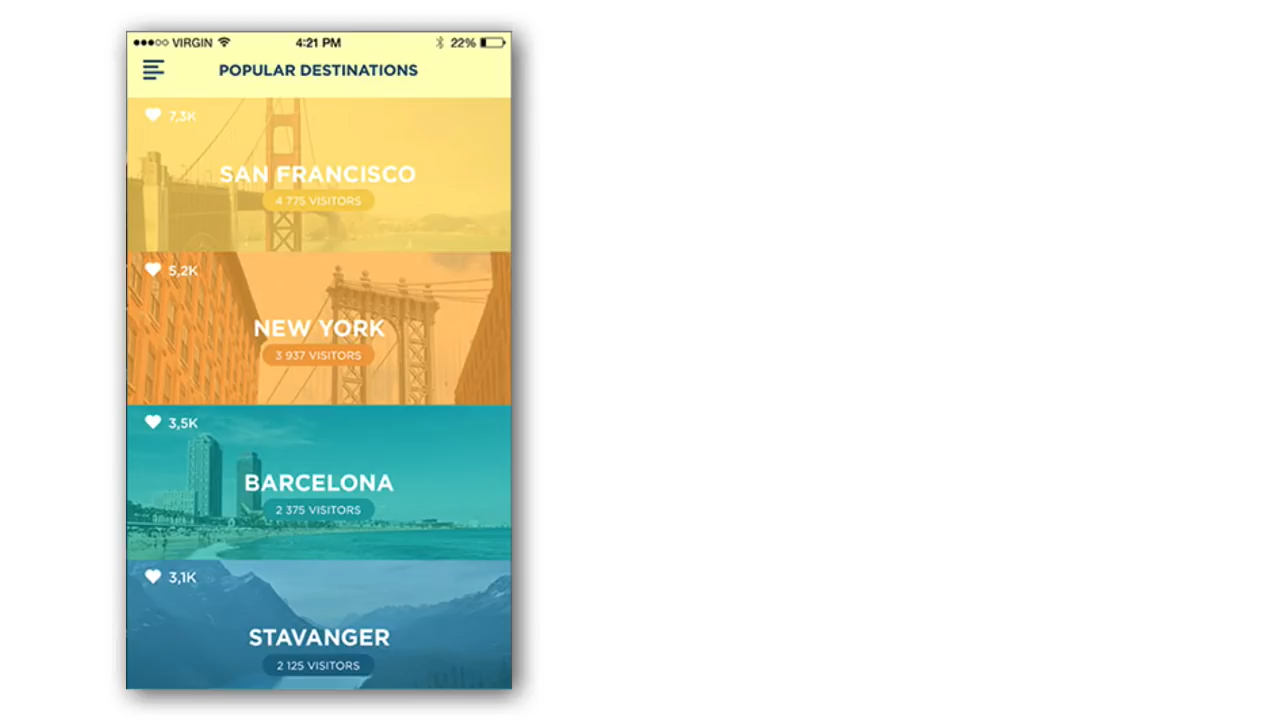 VIRGIN 4:21 PM 22%
POPULAR DESTINATIONS
7,3K
SAN FRANCISCO
4 775 VISITORS
5,2K
NEW YORK
3 937 VISITORS
3,5K
BARCELONA
2 375 VISITORS
3,1K
STAVANGER
2 125 VISITORS